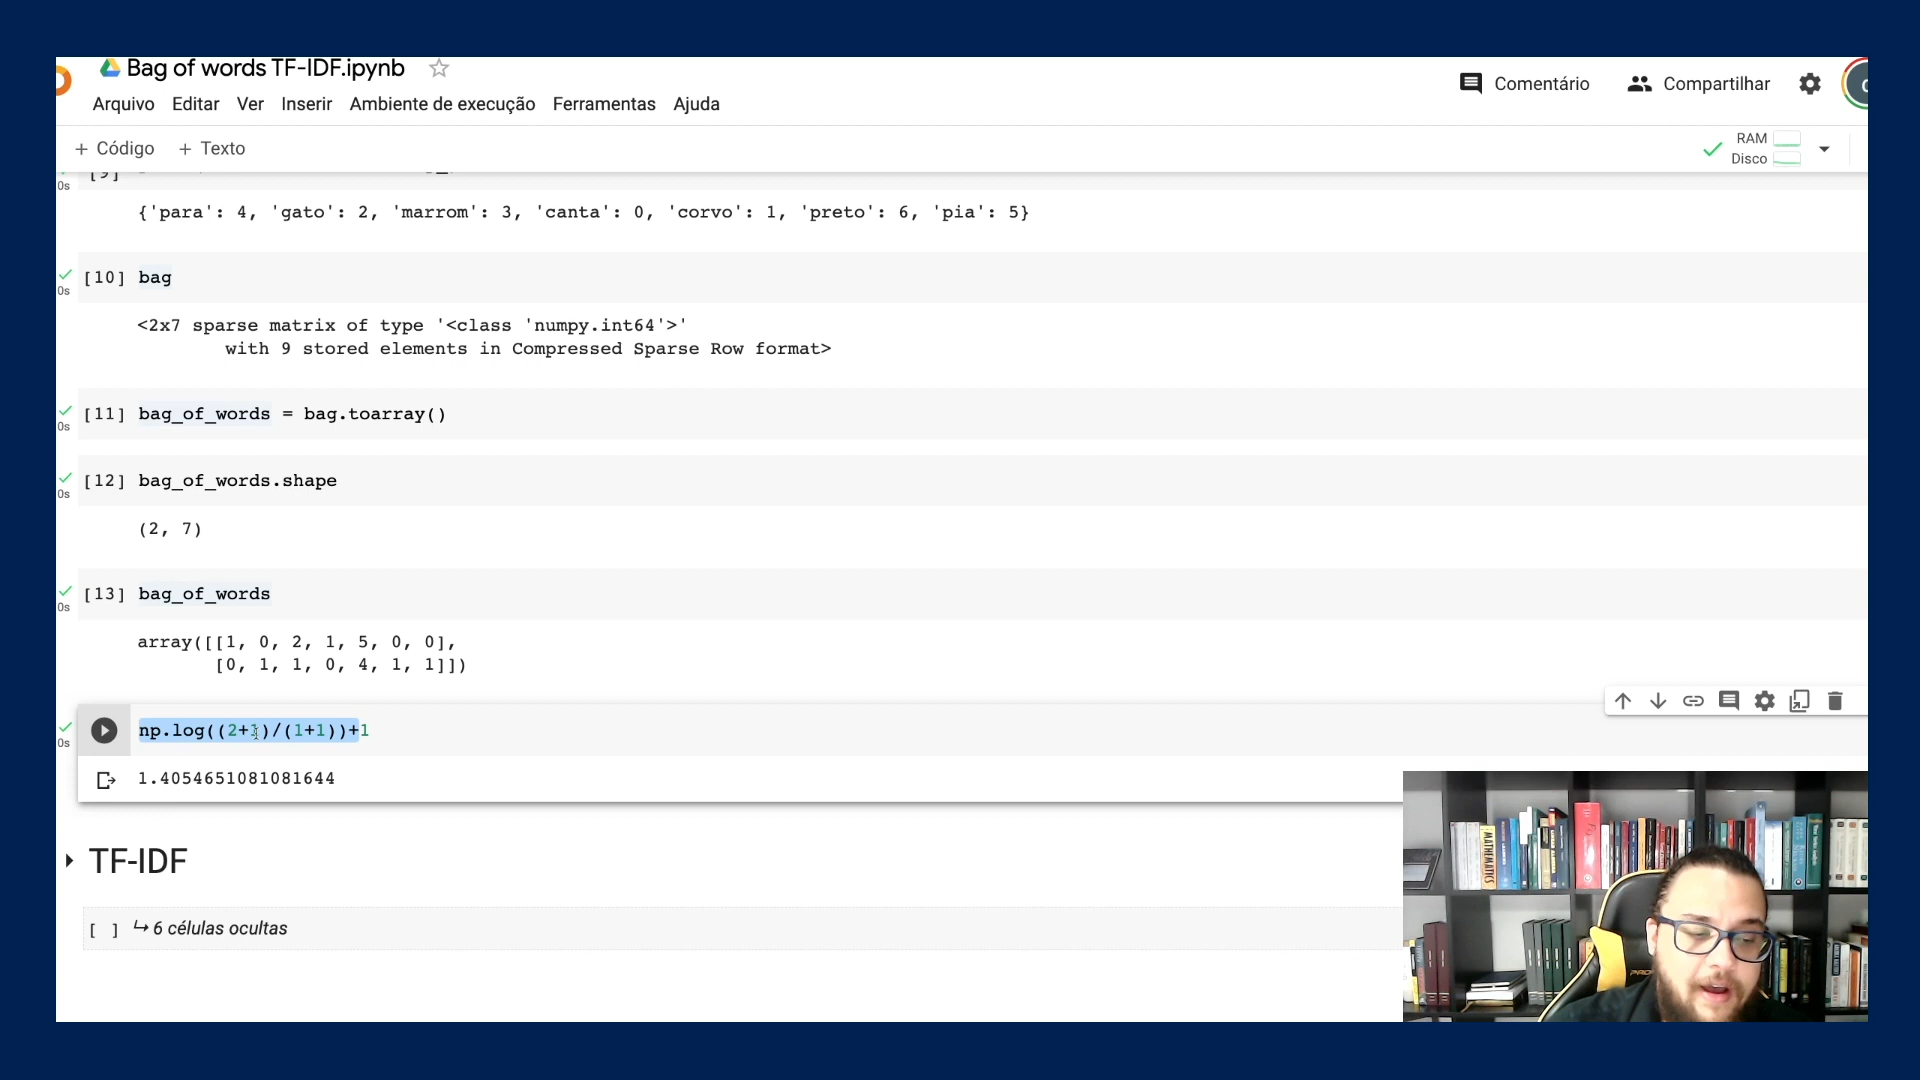 Bag of words TF-IDF.ipynb
Arquivo Editar Ver Inserir Ambiente de execução Ferramentas Ajuda
Comentário
Compartilhar
+ Código + Texto
RAM
Disco
[9]
0s
{'para': 4, 'gato': 2, 'marrom': 3, 'canta': 0, 'corvo': 1, 'preto': 6, 'pia': 5}
[10] bag
0s
<2x7 sparse matrix of type '<class 'numpy.int64'>'
with 9 stored elements in Compressed Sparse Row format>
[11] bag_of_words = bag.toarray()
0s
[12] bag_of_words.shape
0s
(2, 7)
[13] bag_of_words
0s
array([[1, 0, 2, 1, 5, 0, 0],
[0, 1, 1, 0, 4, 1, 1]])
np.log((2+1)/(1+1))+1
0s
1.4054651081081644
TF-IDF
[ ] ↳ 6 células ocultas
MATHEMATICS